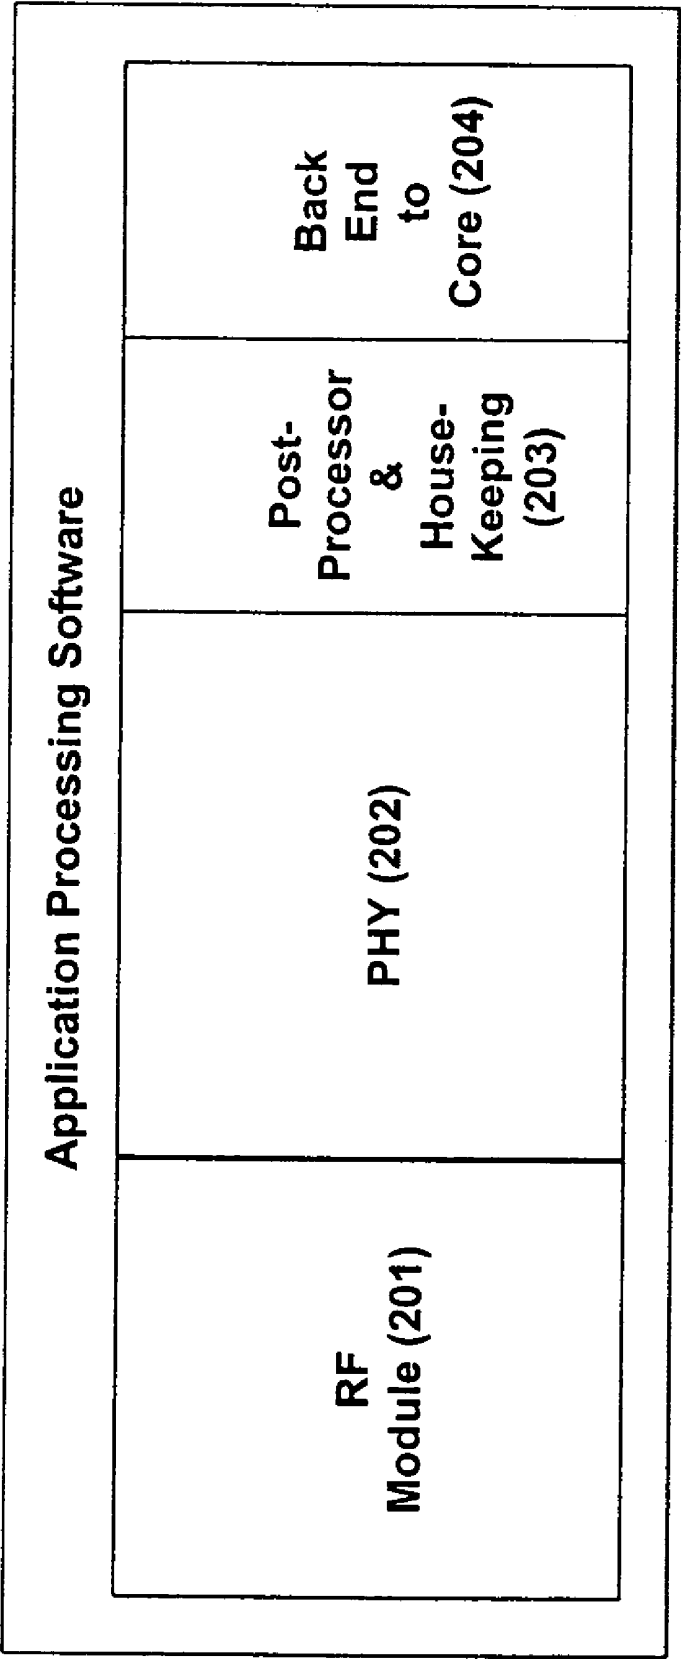 Application Processing Software
RF
Module (201)
PHY (202)
Post-
Processor
&
House-
Keeping
(203)
Back
End
to
Core (204)